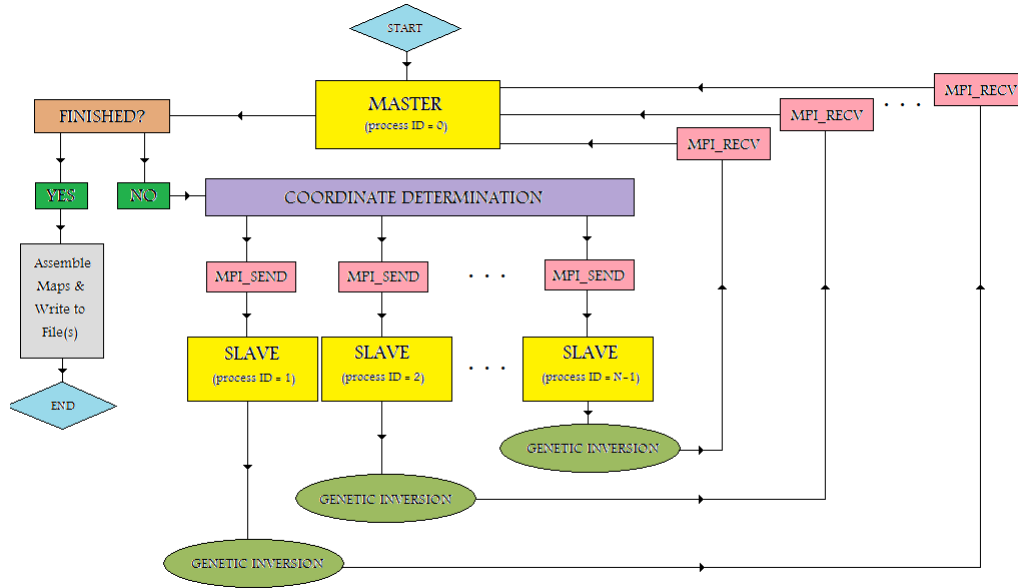 START
MASTER
(process ID = 0)
MPI_RECV
MPI_RECV
MPI_RECV
FINISHED?
YES
NO
COORDINATE DETERMINATION
MPI_SEND
MPI_SEND
MPI_SEND
Assemble
Maps &
Write to
File(s)
SLAVE
(process ID = 1)
SLAVE
(process ID = 2)
SLAVE
(process ID = N-1)
END
GENETIC INVERSION
GENETIC INVERSION
GENETIC INVERSION